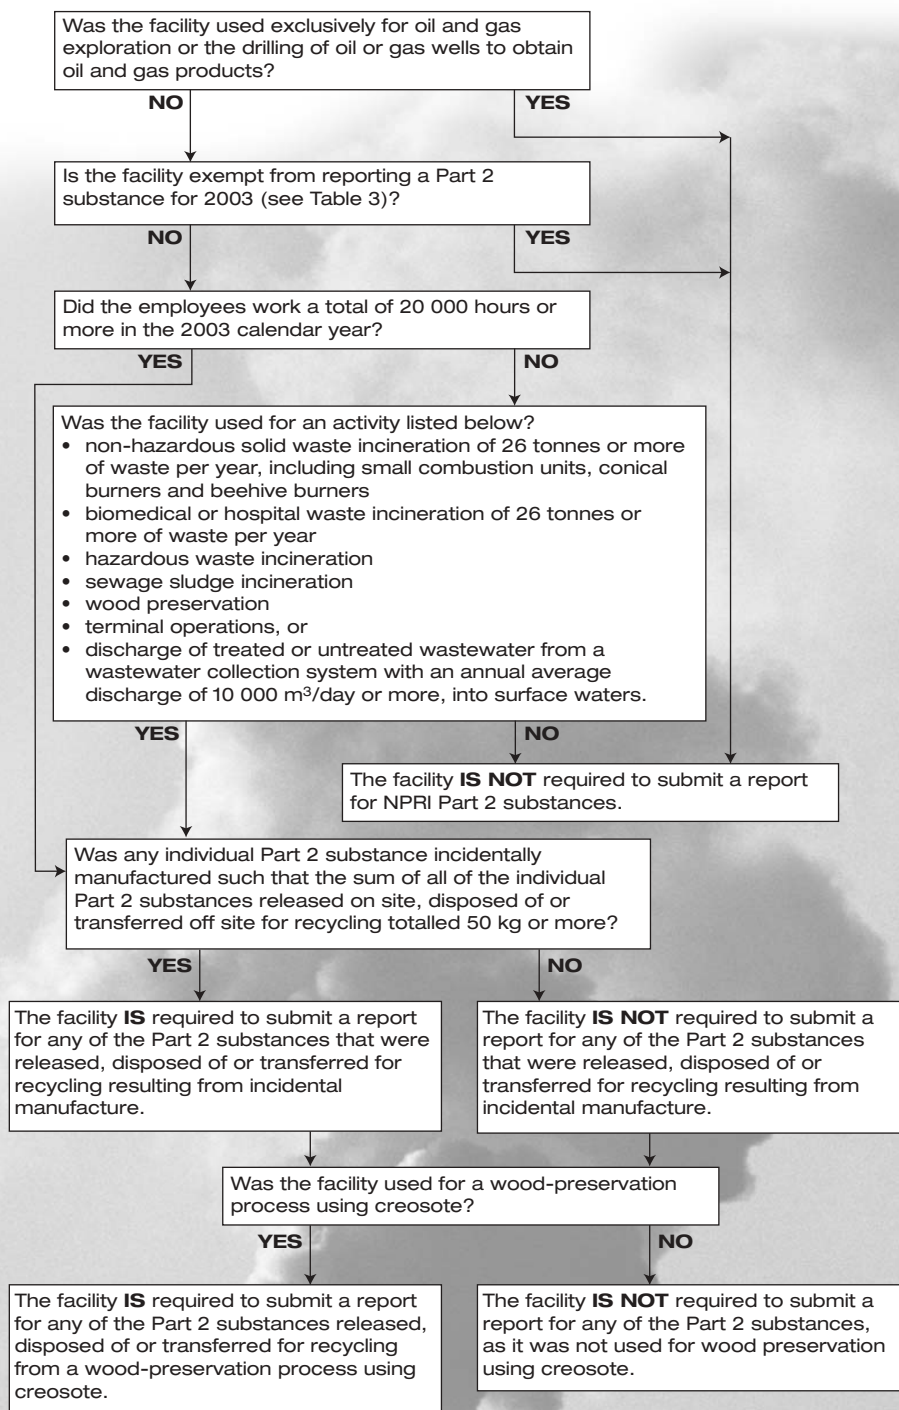 Was the facility used exclusively for oil and gas
exploration or the drilling of oil or gas wells to obtain
oil and gas products?
NO
YES
Is the facility exempt from reporting a Part 2
substance for 2003 (see Table 3)?
NO
YES
Did the employees work a total of 20 000 hours or
more in the 2003 calendar year?
YES
NO
Was the facility used for an activity listed below?
• non-hazardous solid waste incineration of 26 tonnes or more
of waste per year, including small combustion units, conical
burners and beehive burners
• biomedical or hospital waste incineration of 26 tonnes or
more of waste per year
• hazardous waste incineration
• sewage sludge incineration
• wood preservation
• terminal operations, or
• discharge of treated or untreated wastewater from a
wastewater collection system with an annual average
discharge of 10 000 m³/day or more, into surface waters.
YES
NO
The facility IS NOT required to submit a report
for NPRI Part 2 substances.
Was any individual Part 2 substance incidentally
manufactured such that the sum of all of the individual
Part 2 substances released on site, disposed of or
transferred off site for recycling totalled 50 kg or more?
YES
NO
The facility IS required to submit a report
for any of the Part 2 substances that were
released, disposed of or transferred for
recycling resulting from incidental
manufacture.
The facility IS NOT required to submit a
report for any of the Part 2 substances
that were released, disposed of or
transferred for recycling resulting from
incidental manufacture.
Was the facility used for a wood-preservation
process using creosote?
YES
NO
The facility IS required to submit a report
for any of the Part 2 substances released,
disposed of or transferred for recycling
from a wood-preservation process using
creosote.
The facility IS NOT required to submit a
report for any of the Part 2 substances,
as it was not used for wood preservation
using creosote.